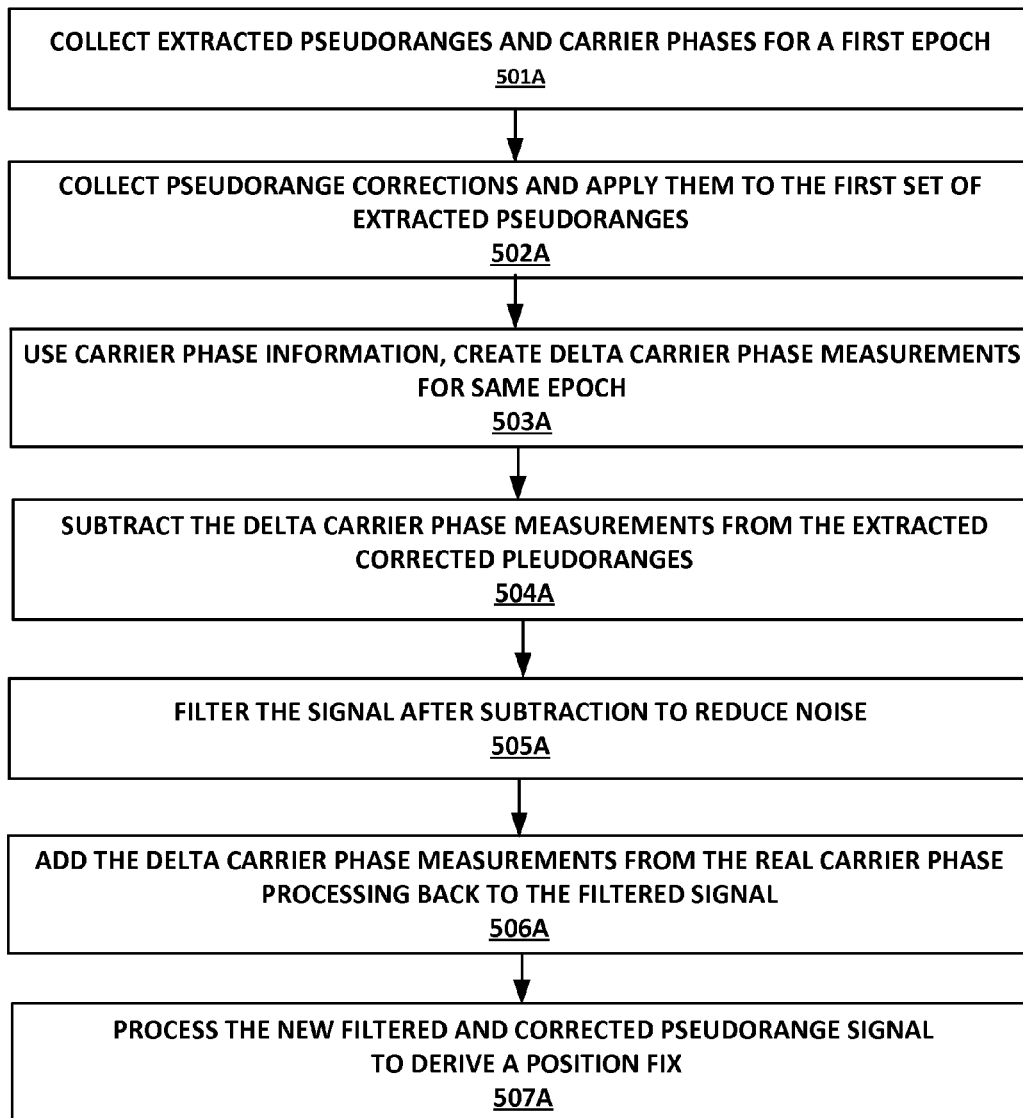 COLLECT EXTRACTED PSEUDORANGES AND CARRIER PHASES FOR A FIRST EPOCH
501A
COLLECT PSEUDORANGE CORRECTIONS AND APPLY THEM TO THE FIRST SET OF
EXTRACTED PSEUDORANGES
502A
USE CARRIER PHASE INFORMATION, CREATE DELTA CARRIER PHASE MEASUREMENTS
FOR SAME EPOCH
503A
SUBTRACT THE DELTA CARRIER PHASE MEASUREMENTS FROM THE EXTRACTED
CORRECTED PLEUDORANGES
504A
FILTER THE SIGNAL AFTER SUBTRACTION TO REDUCE NOISE
505A
ADD THE DELTA CARRIER PHASE MEASUREMENTS FROM THE REAL CARRIER PHASE
PROCESSING BACK TO THE FILTERED SIGNAL
506A
PROCESS THE NEW FILTERED AND CORRECTED PSEUDORANGE SIGNAL
TO DERIVE A POSITION FIX
507A